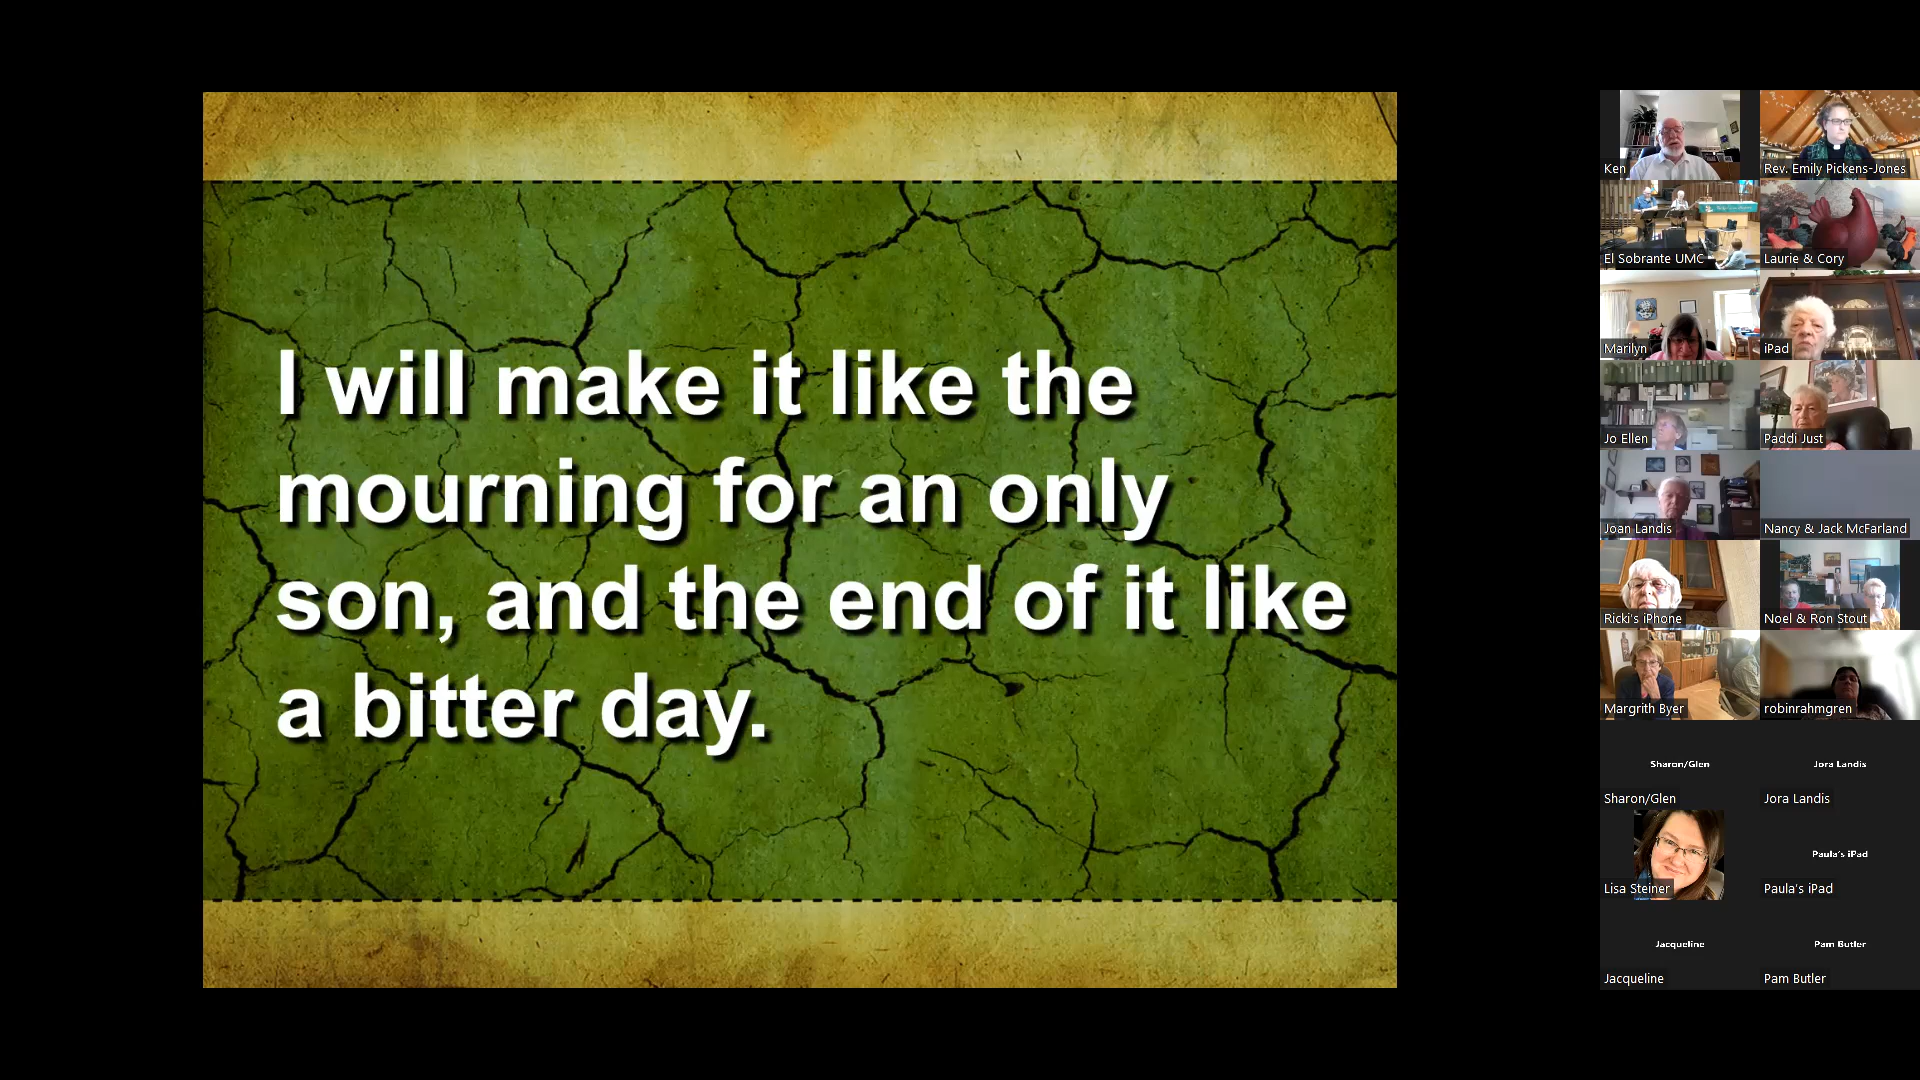 I will make it like the
mourning for an only
son, and the end of it like
a bitter day.
Ken
Rev. Emily Pickens-Jones
El Sobrante UMC
Laurie & Cory
Marilyn
iPad
Jo Ellen
Paddi Just
Joan Landis
Nancy & Jack McFarland
Ricki's iPhone
Noel & Ron Stout
Margrith Byer
robinrahmgren
Sharon/Glen
Jora Landis
Sharon/Glen
Jora Landis
Paula's iPad
Lisa Steiner
Paula's iPad
Jacqueline
Pam Butler
Jacqueline
Pam Butler